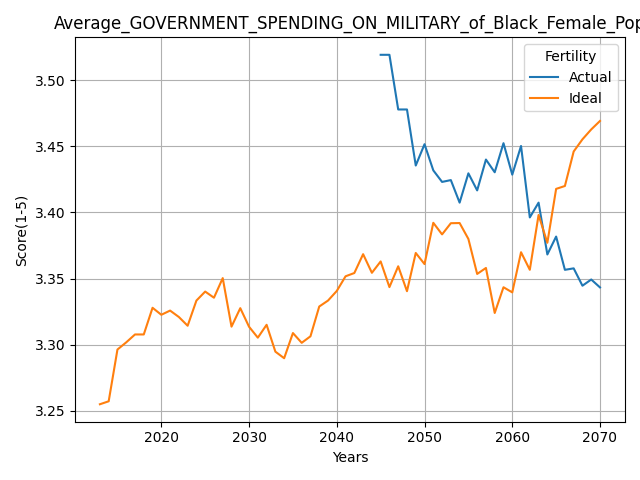 Average_GOVERNMENT_SPENDING_ON_MILITARY_of_Black_Female_Pop
Fertility
Actual
Ideal
3.50
3.45
3.40
3.35
3.30
3.25
Score(1-5)
2020 2030 2040 2050 2060 2070
Years